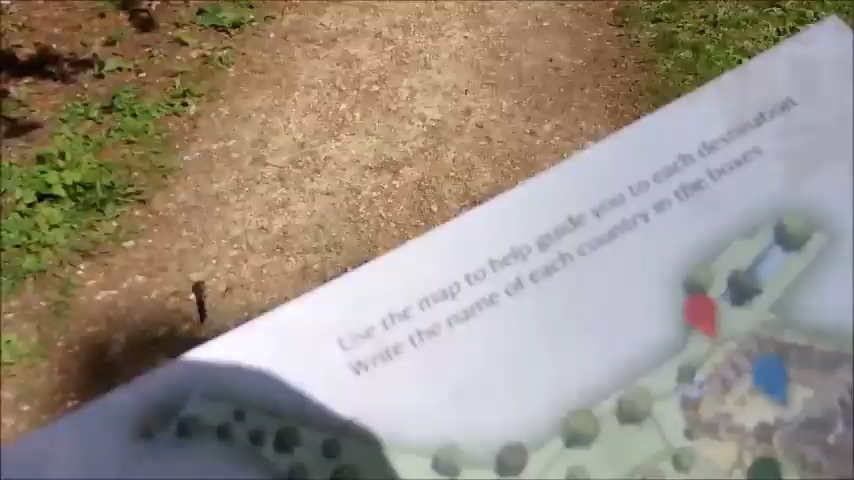 Use the map to help guide you to each destination
Write the name of each country in the boxes